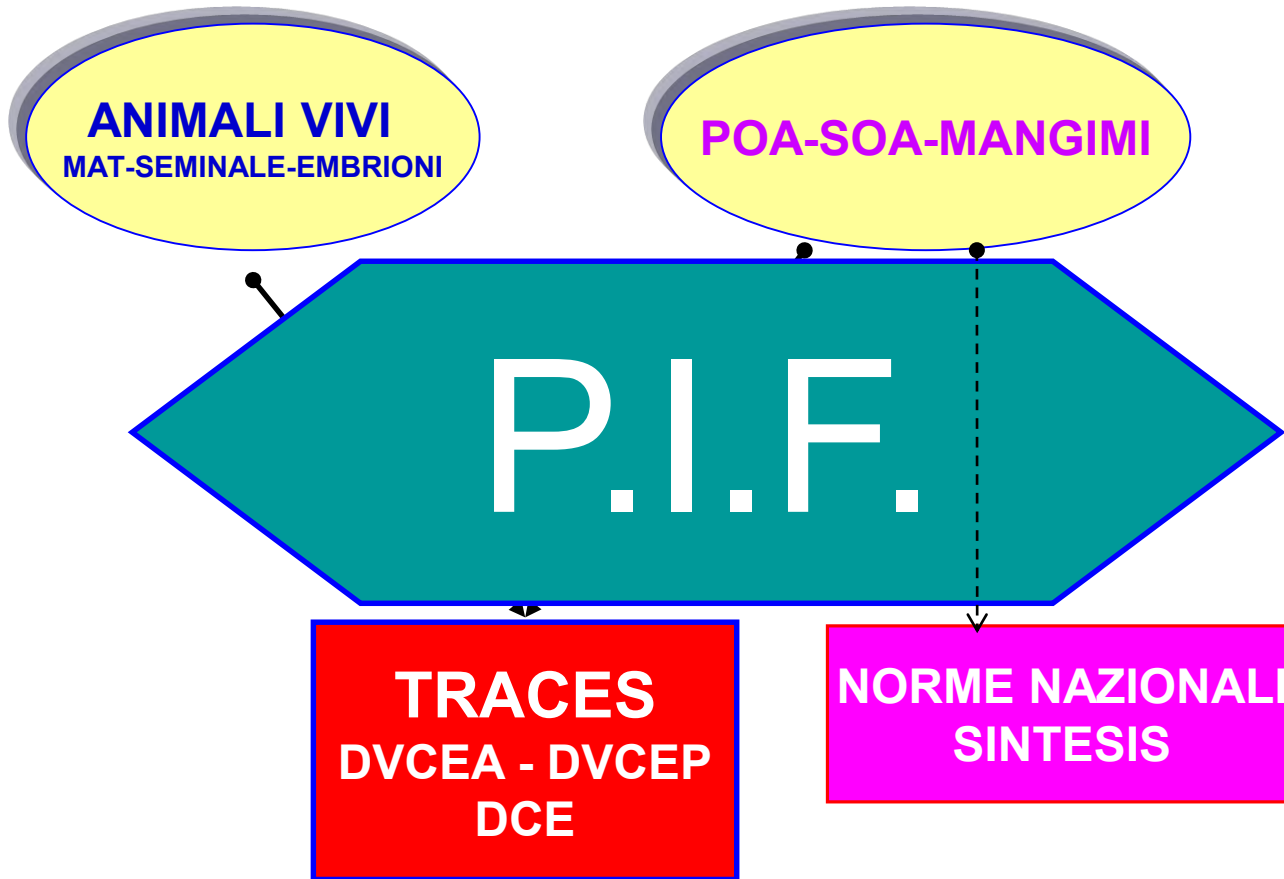 ANIMALI VIVI
MAT-SEMINALE-EMBRIONI
POA-SOA-MANGIMI
P.I.F.
TRACES
DVCEA - DVCEP
DCE
NORME NAZIONALI
SINTESIS